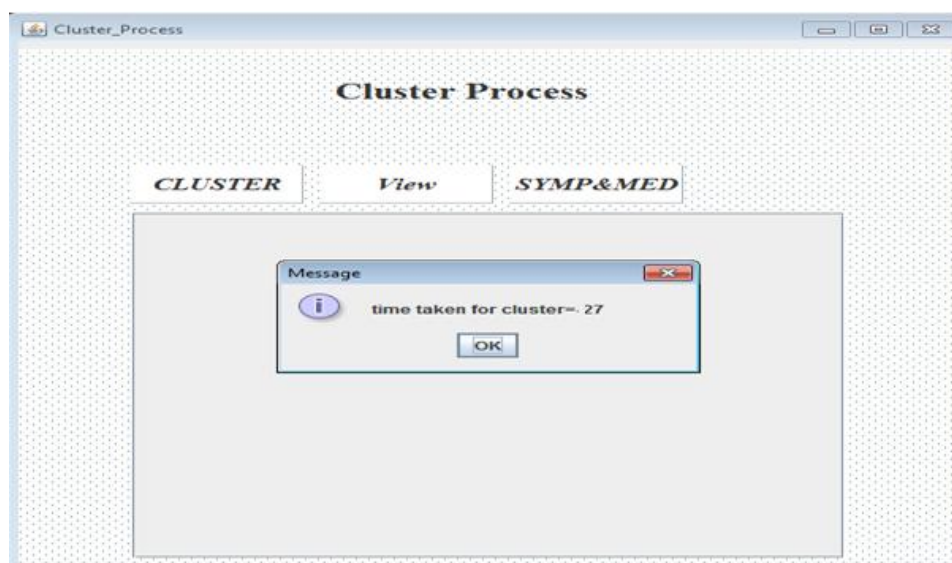 Cluster_Process
Cluster Process
CLUSTER View SYMP&MED
Message
time taken for cluster=- 27
OK